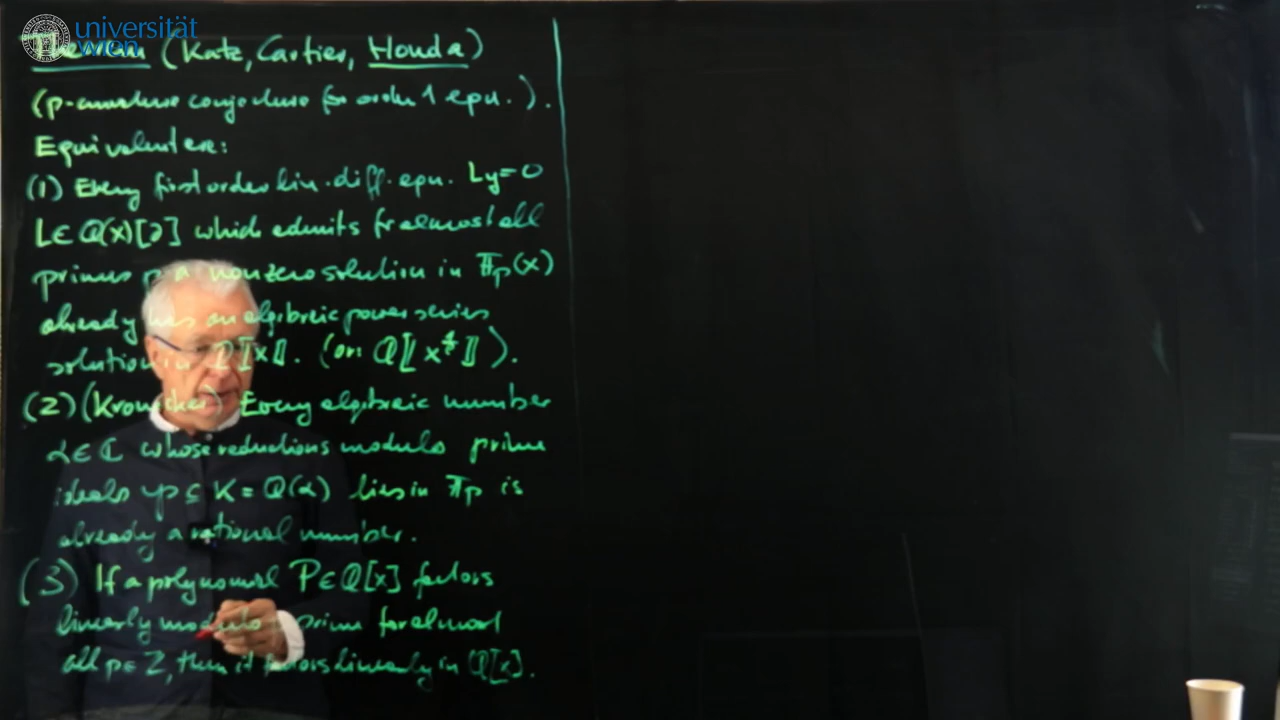 universität
wien
Theorem (Katz, Cartier, Honda)
(p-curvature conjecture for order 1 equ.).
Equivalent are:
(1) Every first order lin. diff. equ. Ly=0
L∈ℚ(x)[∂] which admits for almost all
primes p a nonzero solution in 𝔽p(x)
already has an algebraic power series
solution in ℚ⟦x⟧. (or: ℚ⟦
(2) (Kronecker) Every algebraic number
α∈ℂ whose reductions modulo prime
ideals 𝔭 ⊆ K = ℚ(α) lies in 𝔽p is
already a rational number.
(3) If a polynomial P∈ℚ[x] factors
linearly modulo prime for almost
all p∈ℤ, then it factors linearly in ℚ[x].